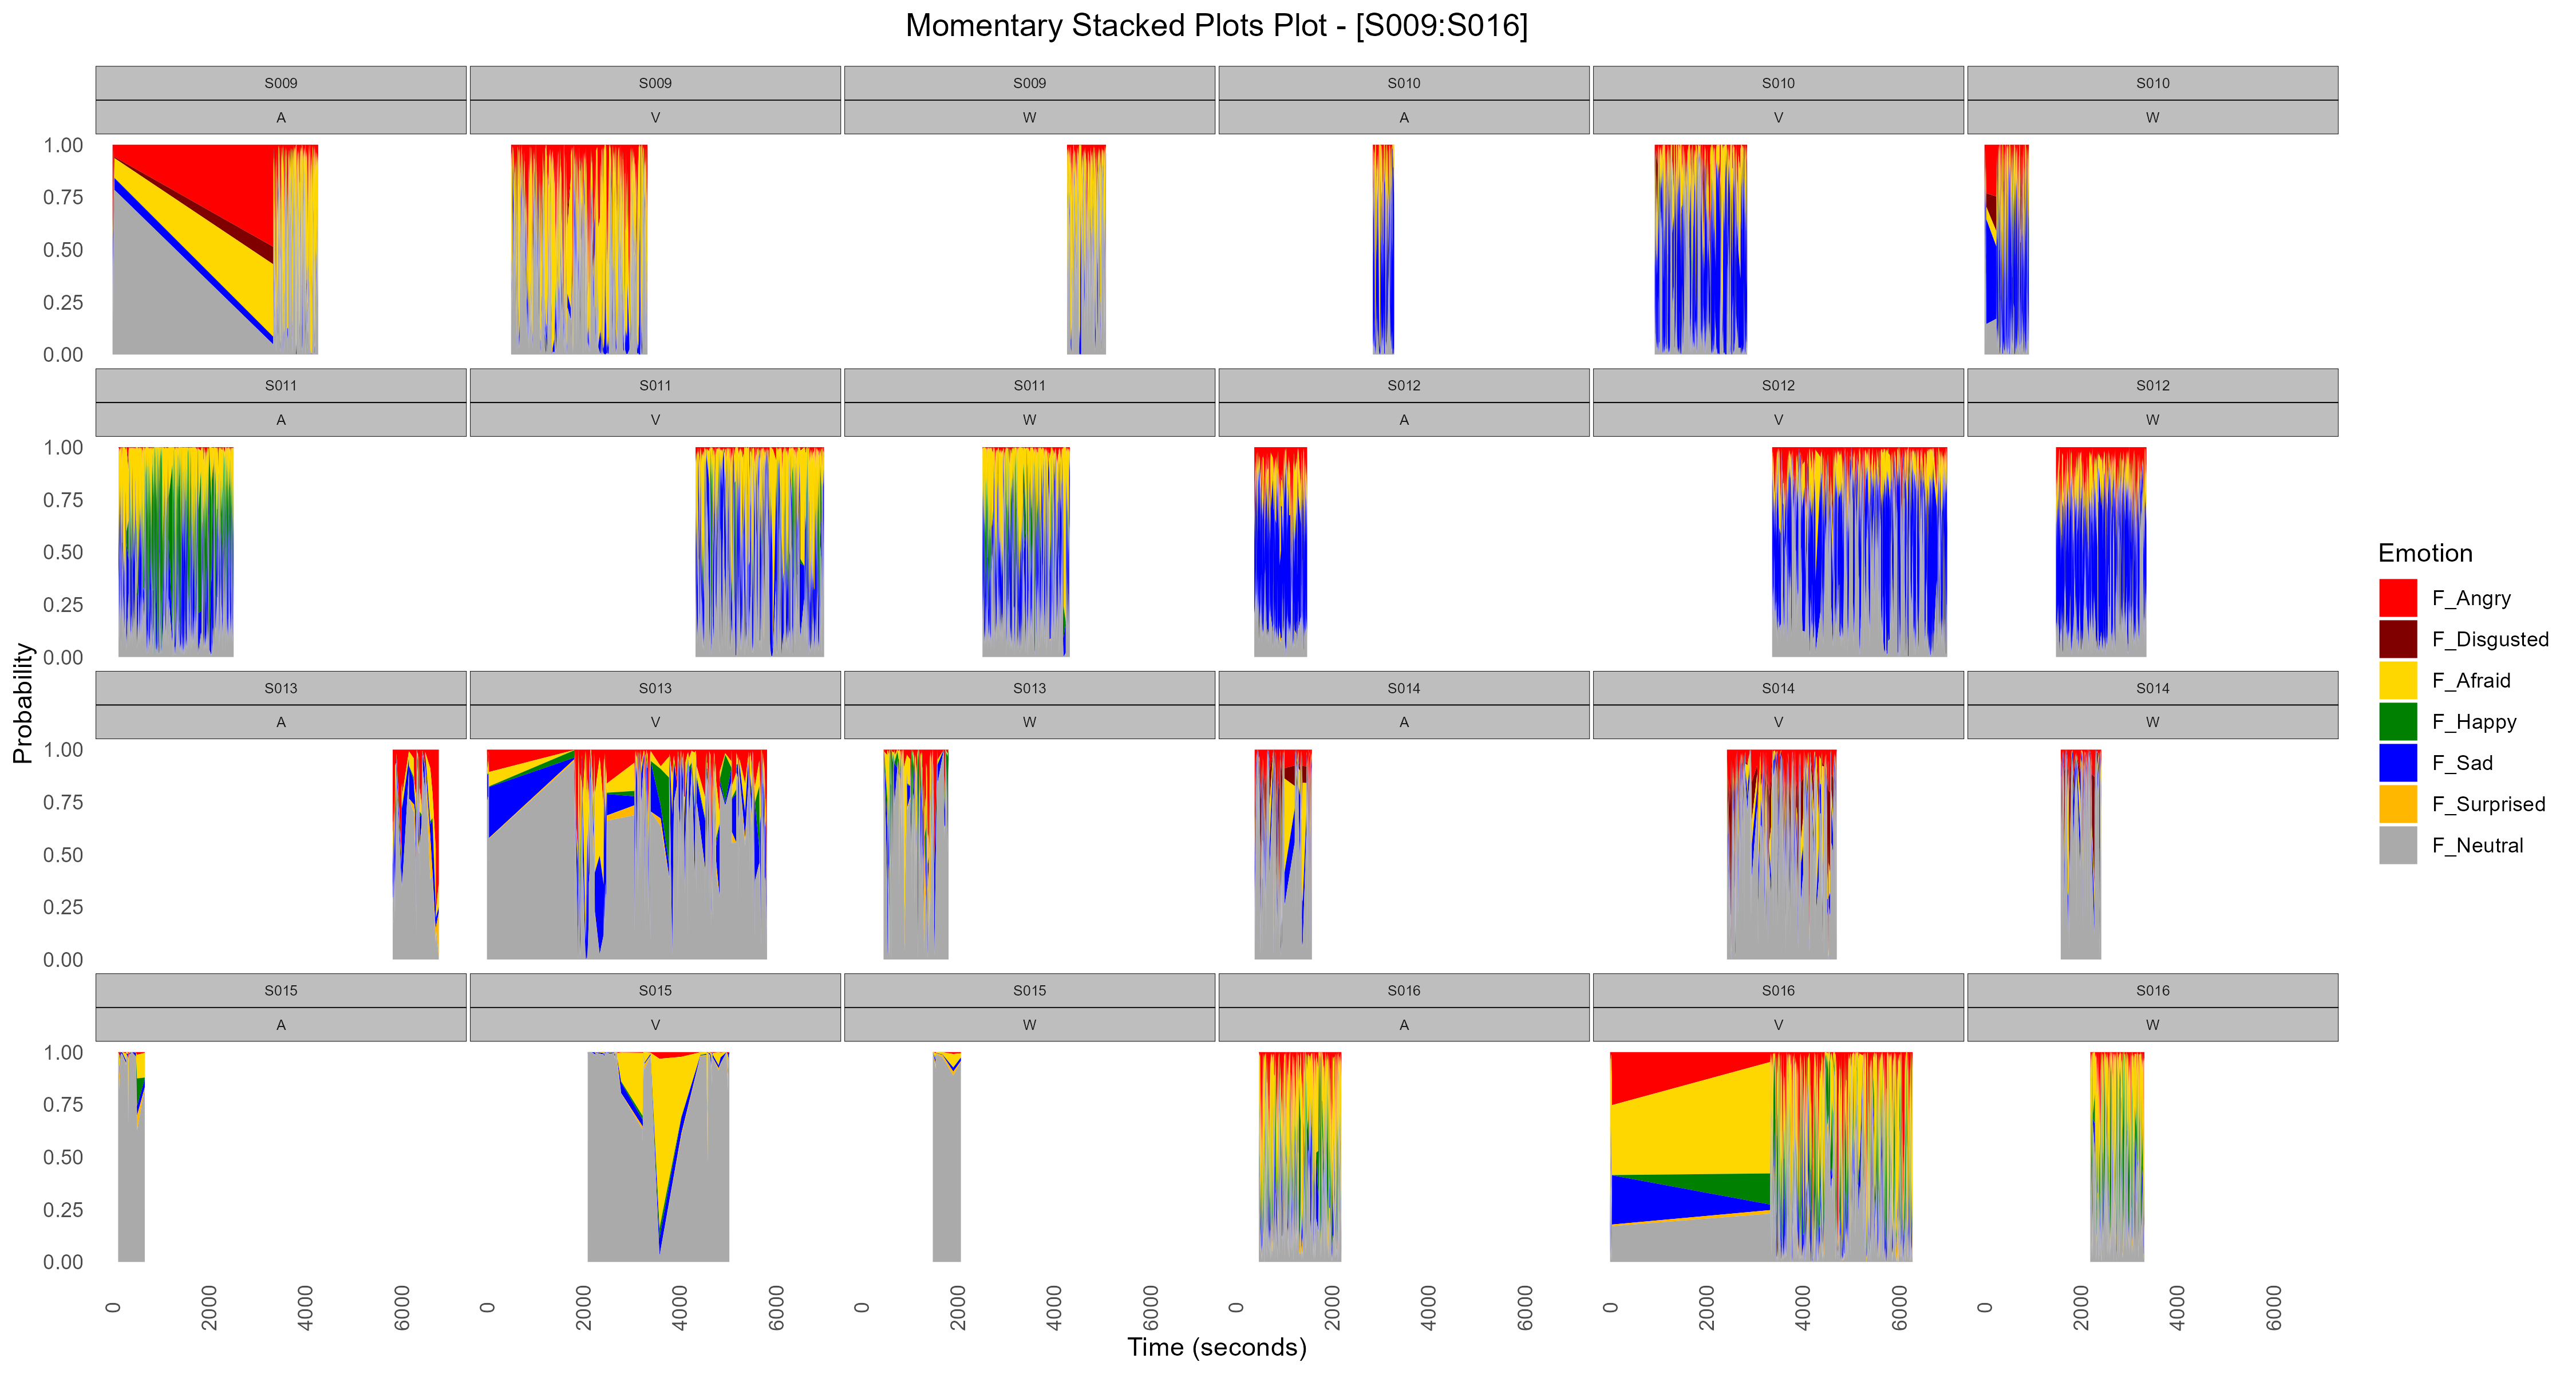 Momentary Stacked Plots Plot - [S009:S016]
S009 S009 S009 S010 S010 S010
A V W A V W
1.00
0.75
0.50
0.25
0.00
S011 S011 S011 S012 S012 S012
A V W A V W
1.00
0.75
0.50
0.25
0.00
S013 S013 S013 S014 S014 S014
A V W A V W
1.00
0.75
0.50
0.25
0.00
S015 S015 S015 S016 S016 S016
A V W A V W
1.00
0.75
0.50
0.25
0.00
0 2000 4000 6000 0 2000 4000 6000 0 2000 4000 6000 0 2000 4000 6000 0 2000 4000 6000 0 2000 4000 6000
Time (seconds)
Probability
Emotion
F_Angry
F_Disgusted
F_Afraid
F_Happy
F_Sad
F_Surprised
F_Neutral